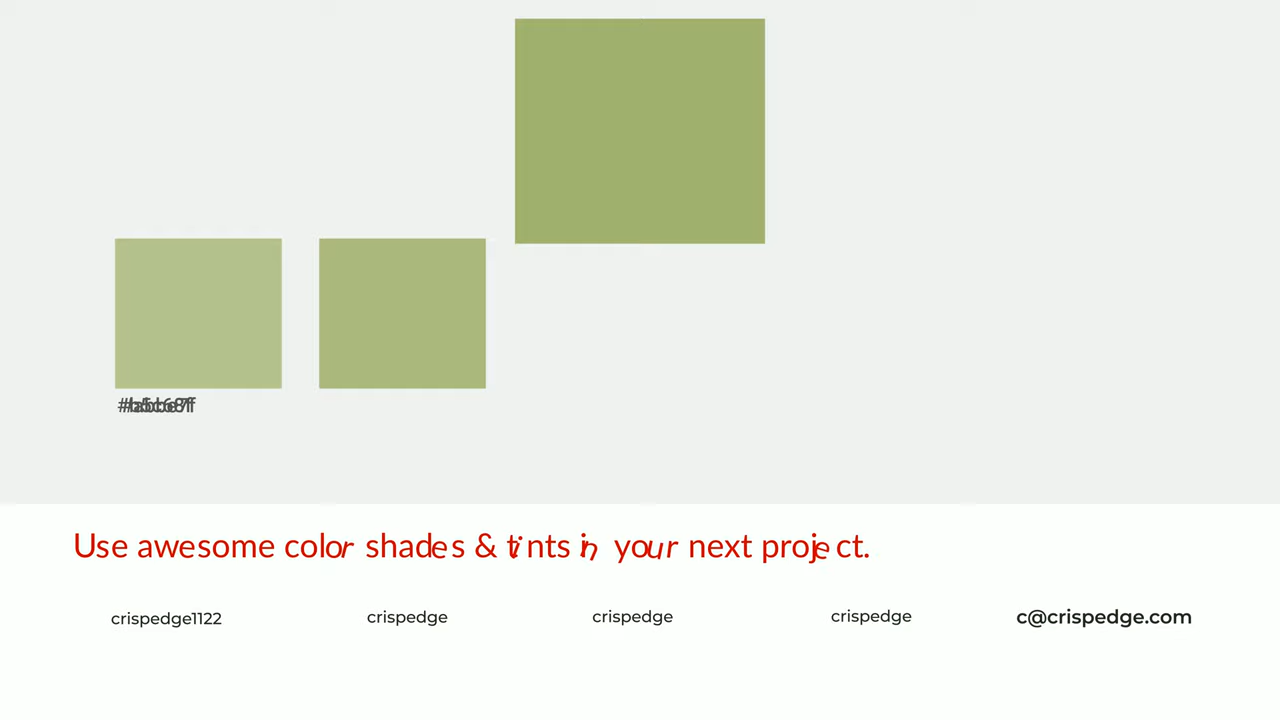 Use awesome color shades & tints in your next project.
crispedge1122 crispedge crispedge crispedge c@crispedge.com